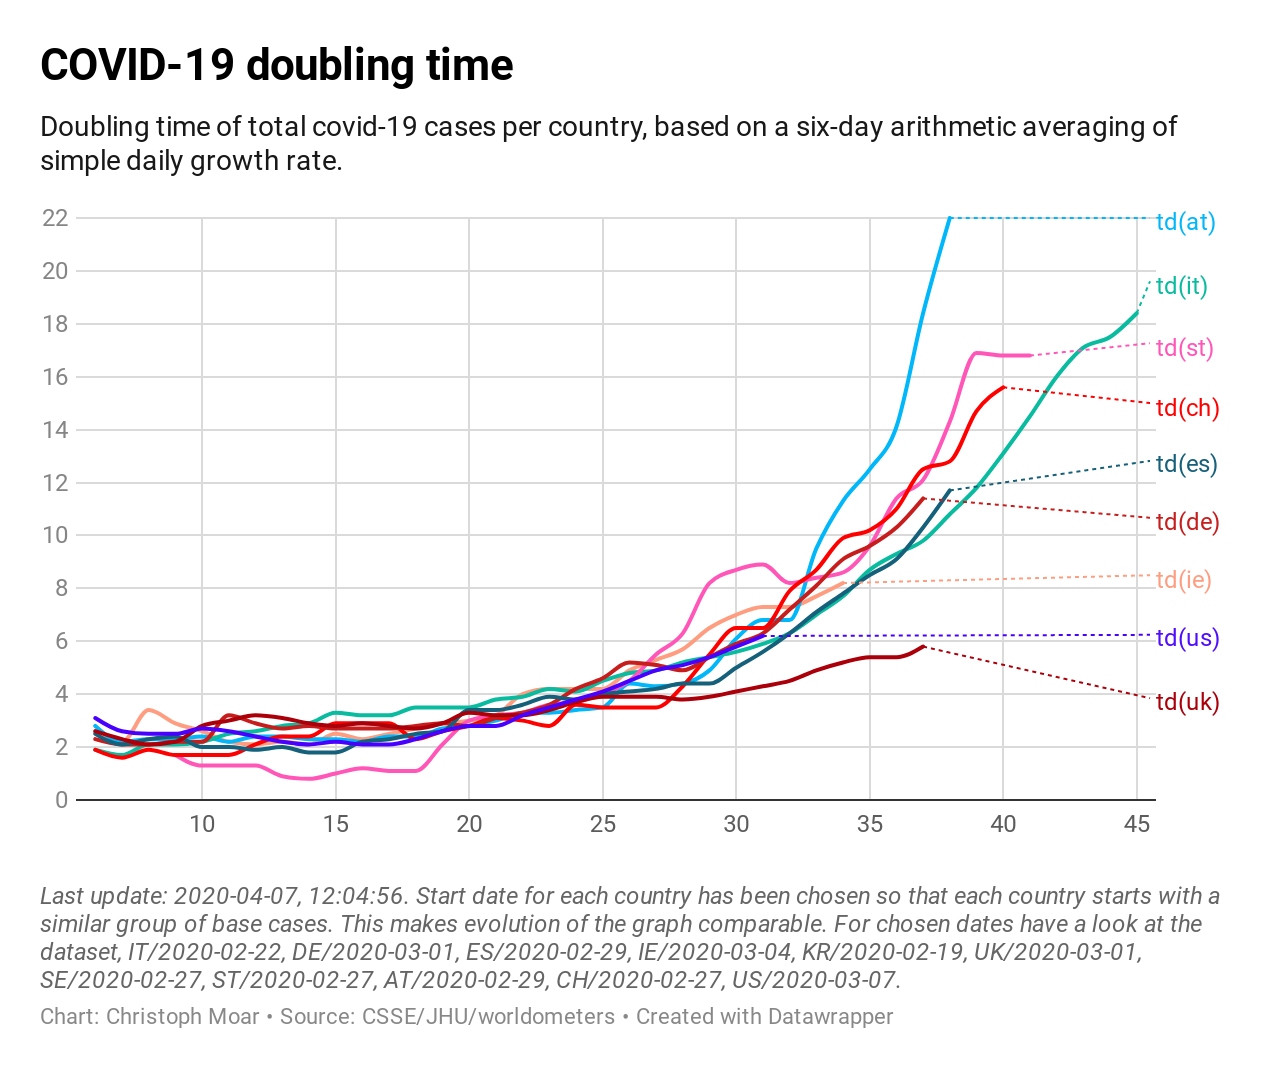 COVID-19 doubling time
Doubling time of total covid-19 cases per country, based on a six-day arithmetic averaging of
simple daily growth rate.
22
20
18
16
14
12
10
8
6
4
2
0
td(at)
td(it)
td(st)
td(ch)
td(es)
td(de)
td(ie)
td(us)
td(uk)
10 15 20 25 30 35 40 45
Last update: 2020-04-07, 12:04:56. Start date for each country has been chosen so that each country starts with a
similar group of base cases. This makes evolution of the graph comparable. For chosen dates have a look at the
dataset, IT/2020-02-22, DE/2020-03-01, ES/2020-02-29, IE/2020-03-04, KR/2020-02-19, UK/2020-03-01,
SE/2020-02-27, ST/2020-02-27, AT/2020-02-29, CH/2020-02-27, US/2020-03-07.
Chart: Christoph Moar • Source: CSSE/JHU/worldometers • Created with Datawrapper